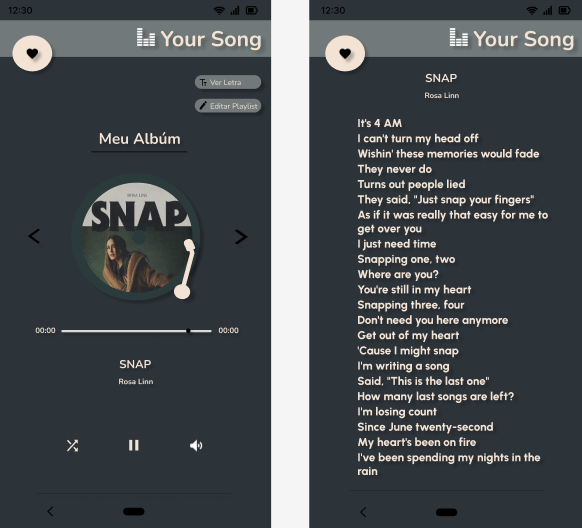 12:30
Your Song
Ver Letra
Editar Playlist
Meu Albúm
SNAP
00:00
00:00
SNAP
Rosa Linn
12:30
Your Song
SNAP
Rosa Linn
It's 4 AM
I can't turn my head off
Wishin' these memories would fade
They never do
Turns out people lied
They said, "Just snap your fingers"
As if it was really that easy for me to
get over you
I just need time
Snapping one, two
Where are you?
You're still in my heart
Snapping three, four
Don't need you here anymore
Get out of my heart
'Cause I might snap
I'm writing a song
Said, "This is the last one"
How many last songs are left?
I'm losing count
Since June twenty-second
My heart's been on fire
I've been spending my nights in the
rain